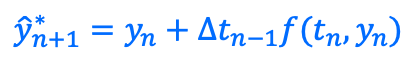 ŷ*ₙ₊₁ = yₙ + Δtₙ₋₁f(tₙ, yₙ)